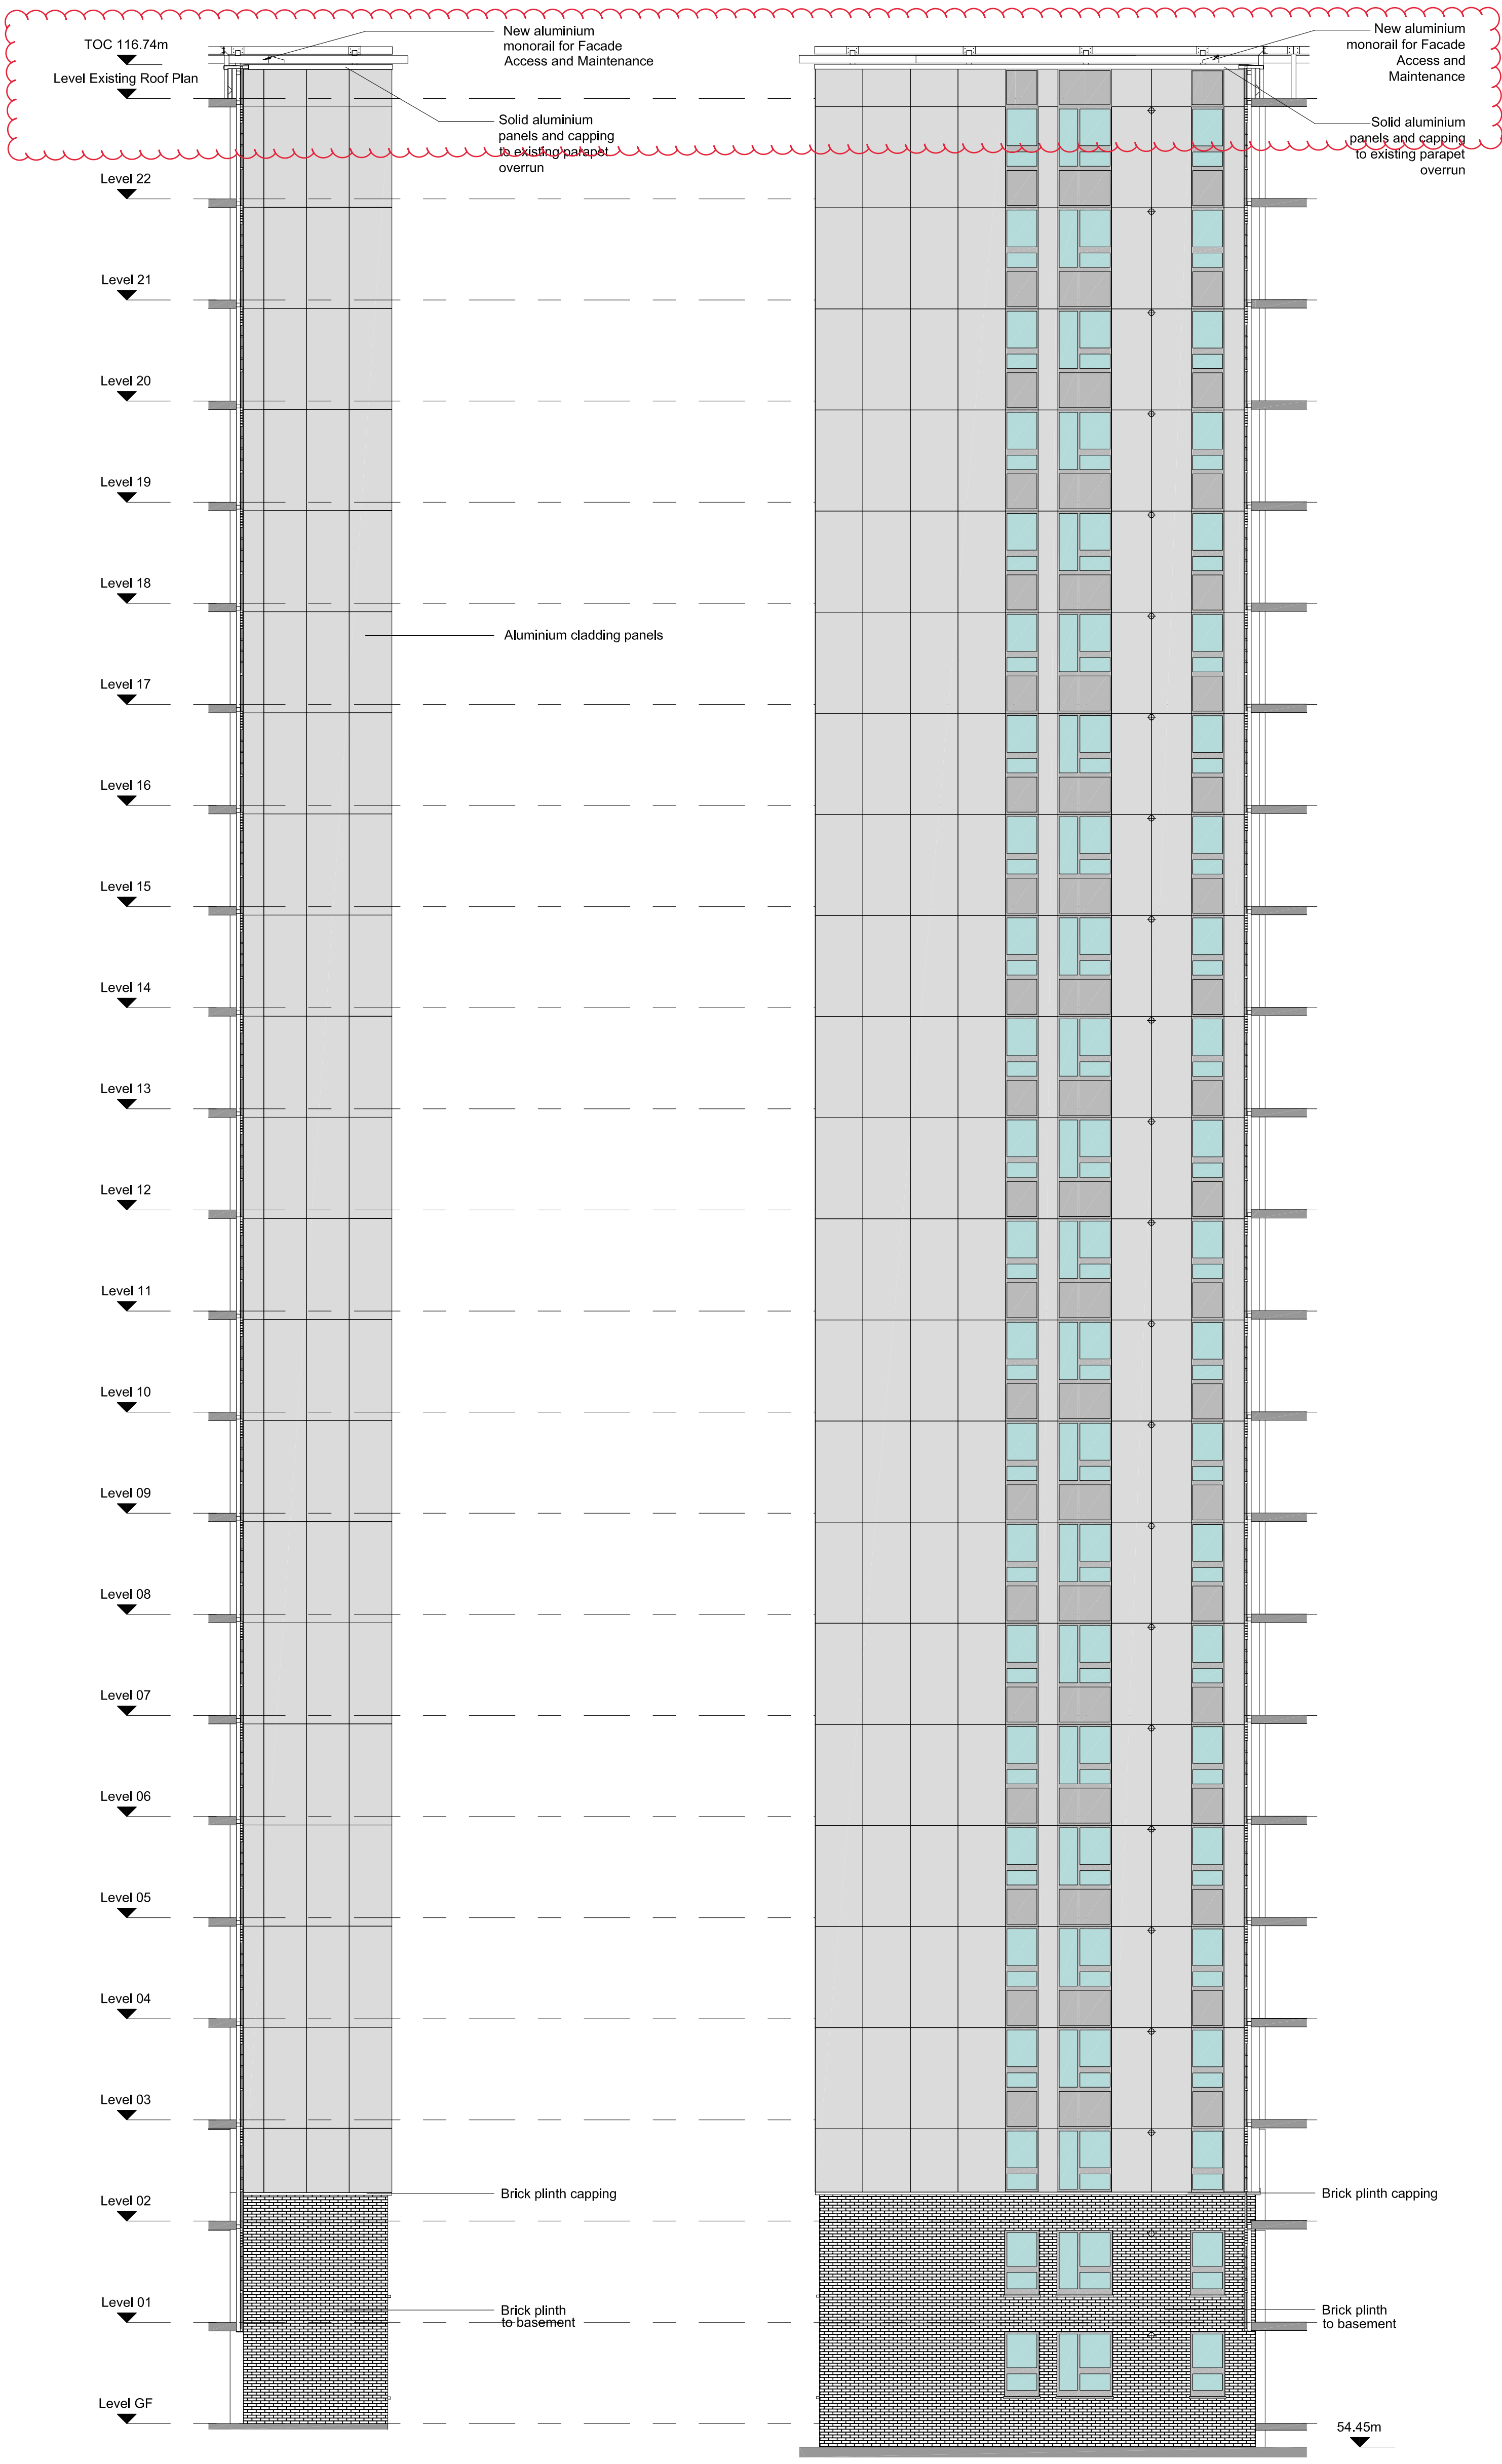 TOC 116.74m
Level Existing Roof Plan
New aluminium
monorail for Facade
Access and Maintenance
New aluminium
monorail for Facade
Access and
Maintenance
Solid aluminium
panels and capping
to existing parapet
overrun
Solid aluminium
panels and capping
to existing parapet
overrun
Level 22
Level 21
Level 20
Level 19
Level 18
Aluminium cladding panels
Level 17
Level 16
Level 15
Level 14
Level 13
Level 12
Level 11
Level 10
Level 09
Level 08
Level 07
Level 06
Level 05
Level 04
Level 03
Brick plinth capping
Brick plinth capping
Level 02
Level 01
Brick plinth
to basement
Brick plinth
to basement
Level GF
54.45m